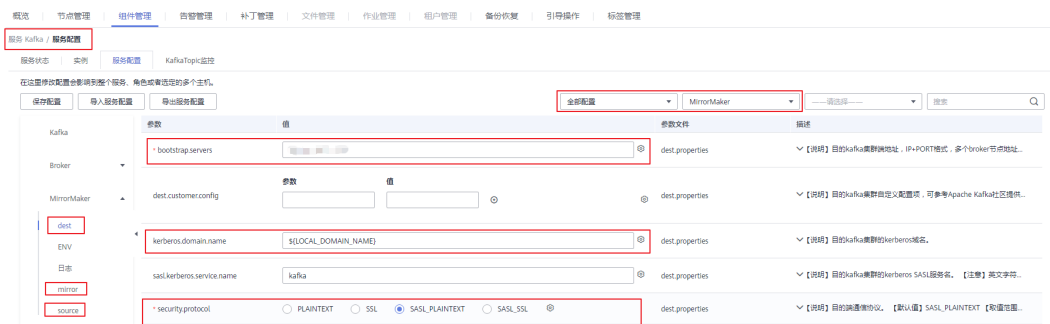 概览 节点管理 组件管理 告警管理 补丁管理 文件管理 作业管理 租户管理 备份恢复 引导操作 标签管理
服务 Kafka / 服务配置
服务状态 实例 服务配置 KafkaTopic监控
在这里修改配置会影响到整个服务、角色或者选定的多个主机。
保存配置 导入服务配置 导出服务配置 全部配置 MirrorMaker ——请选择—— 搜索
参数 值 参数文件 描述
Kafka
* bootstrap.servers dest.properties 【说明】目的kafka集群端地址，IP+PORT格式，多个broker节点地址...
Broker
参数 值
MirrorMaker dest.customer.config dest.properties 【说明】目的kafka集群自定义配置项，可参考Apache Kafka社区提供...
dest
kerberos.domain.name ${LOCAL_DOMAIN_NAME} dest.properties 【说明】目的kafka集群的kerberos域名。
ENV
日志 sasl.kerberos.service.name kafka dest.properties 【说明】目的kafka集群的kerberos SASL服务名。 【注意】英文字符...
mirror
source * security.protocol PLAINTEXT SSL SASL_PLAINTEXT SASL_SSL dest.properties 【说明】目的端通信协议。 【默认值】SASL_PLAINTEXT 【取值范围...